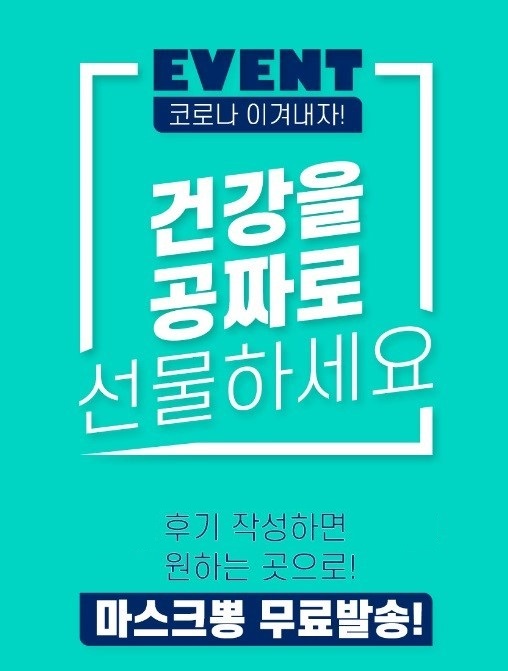 EVENT
코로나 이겨내자!
건강을
공짜로
선물하세요
후기 작성하면
원하는 곳으로!
마스크뽕 무료발송!